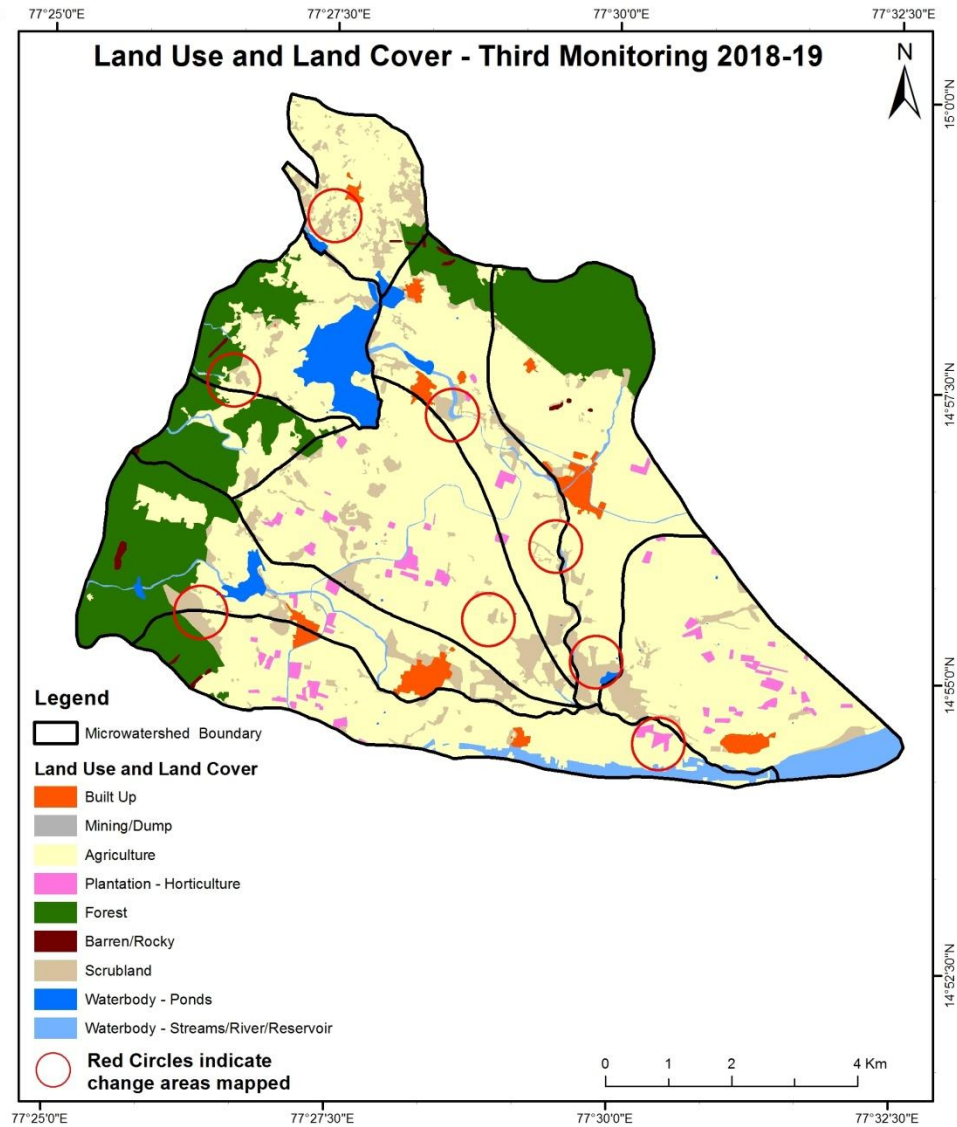 77°25'0"E 77°27'30"E 77°30'0"E 77°32'30"E
Land Use and Land Cover - Third Monitoring 2018-19
N
15°0'0"N
14°57'30"N
14°55'0"N
14°52'30"N
Legend
Microwatershed Boundary
Land Use and Land Cover
Built Up
Mining/Dump
Agriculture
Plantation - Horticulture
Forest
Barren/Rocky
Scrubland
Waterbody - Ponds
Waterbody - Streams/River/Reservoir
Red Circles indicate
change areas mapped
0 1 2 4 Km
77°25'0"E 77°27'30"E 77°30'0"E 77°32'30"E